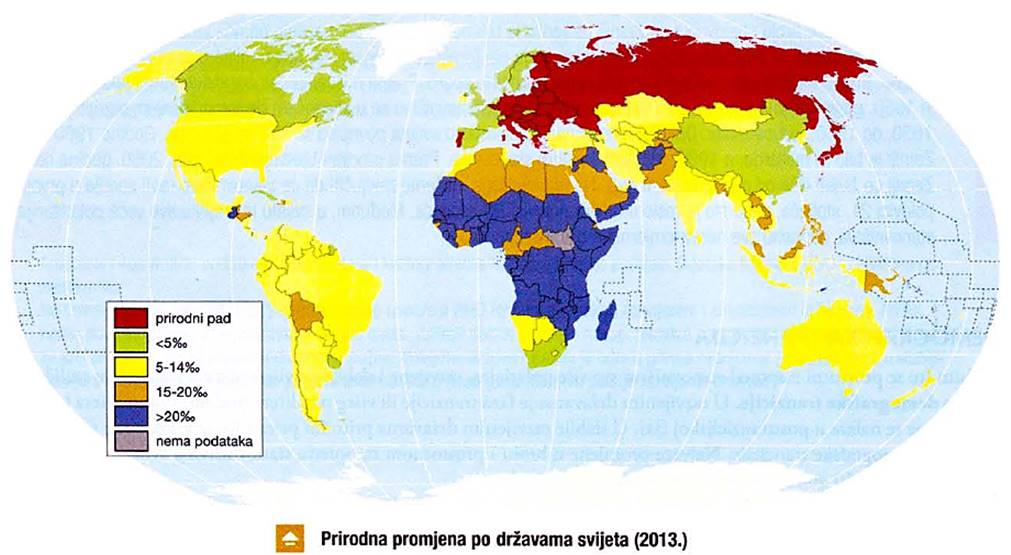 prirodni pad
<5‰
5-14‰
15-20‰
>20‰
nema podataka
Prirodna promjena po državama svijeta (2013.)